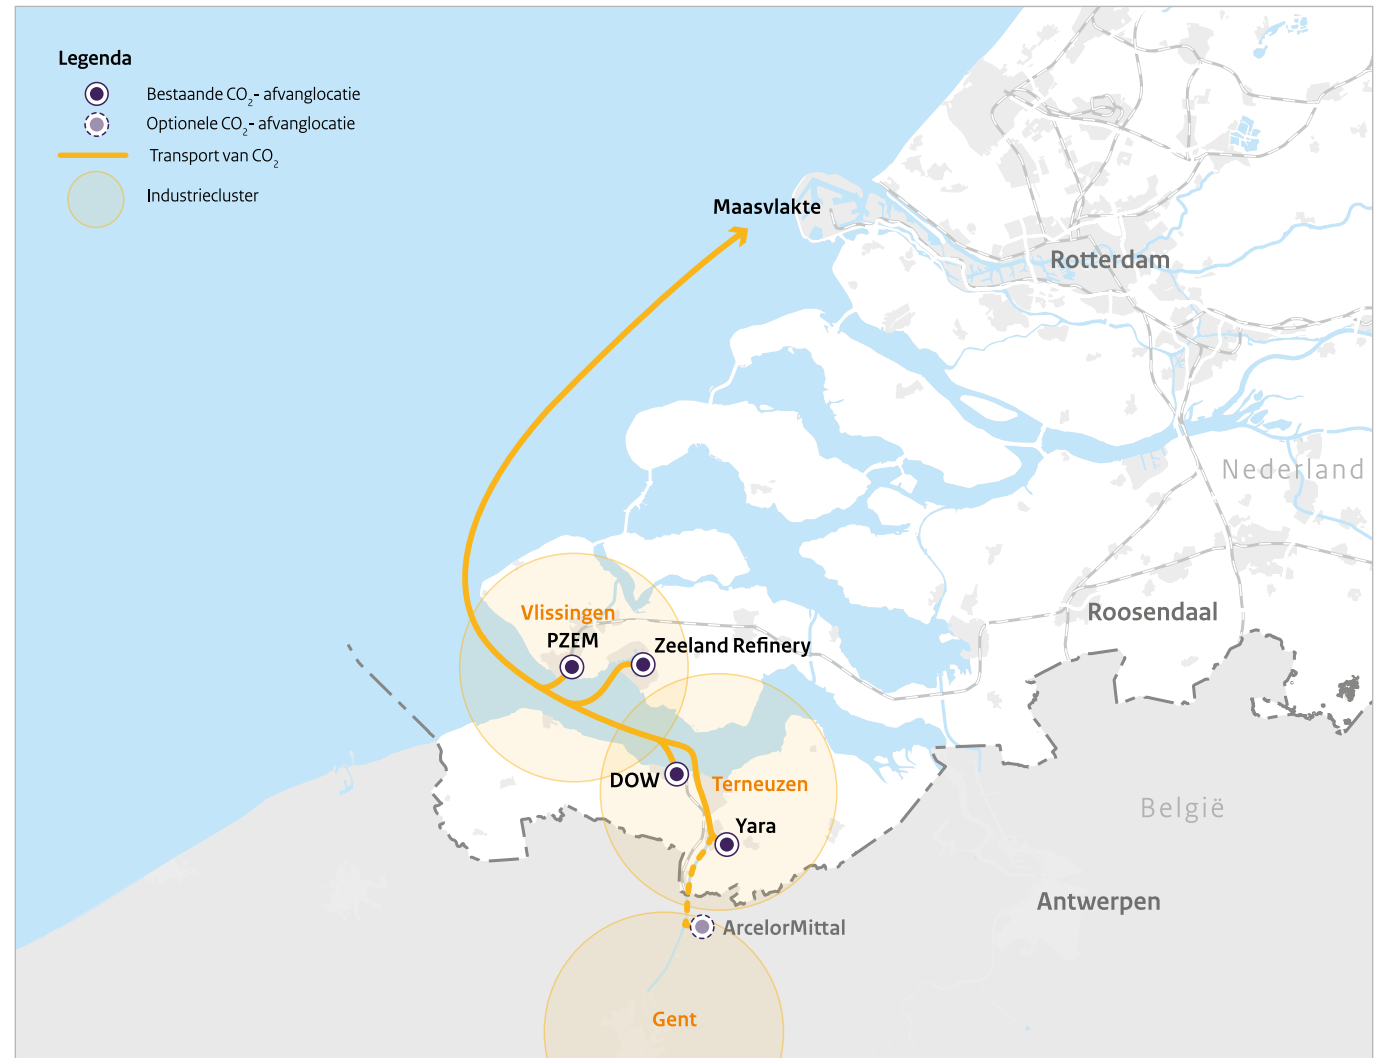 Legenda
Bestaande CO₂- afvanglocatie
Optionele CO₂- afvanglocatie
Transport van CO₂
Industriecluster
Maasvlakte
Rotterdam
Nederland
Roosendaal
Vlissingen
PZEM
Zeeland Refinery
DOW
Terneuzen
Yara
België
Antwerpen
ArcelorMittal
Gent